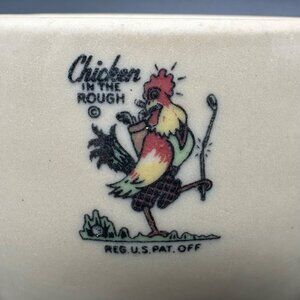 Chicken
IN THE
ROUGH
©
REG. U.S. PAT. OFF